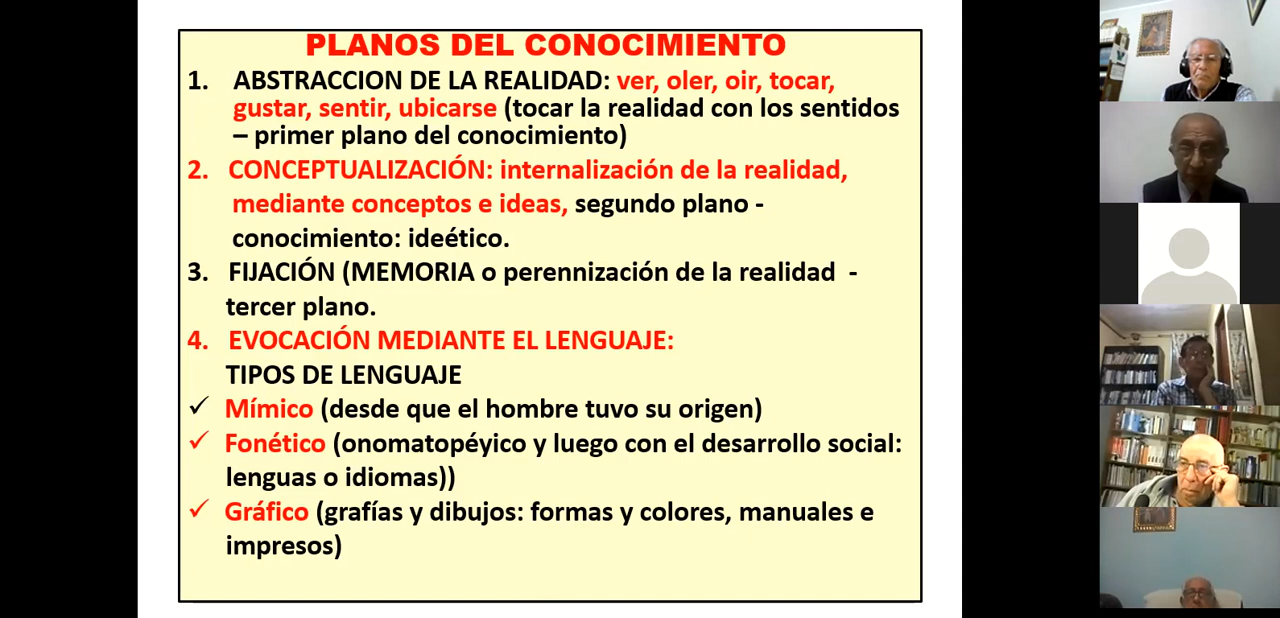 PLANOS DEL CONOCIMIENTO
1. ABSTRACCION DE LA REALIDAD: ver, oler, oir, tocar,
gustar, sentir, ubicarse (tocar la realidad con los sentidos
– primer plano del conocimiento)
2. CONCEPTUALIZACIÓN: internalización de la realidad,
mediante conceptos e ideas, segundo plano -
conocimiento: ideético.
3. FIJACIÓN (MEMORIA o perennización de la realidad -
tercer plano.
4. EVOCACIÓN MEDIANTE EL LENGUAJE:
TIPOS DE LENGUAJE
✓ Mímico (desde que el hombre tuvo su origen)
✓ Fonético (onomatopéyico y luego con el desarrollo social:
lenguas o idiomas))
✓ Gráfico (grafías y dibujos: formas y colores, manuales e
impresos)